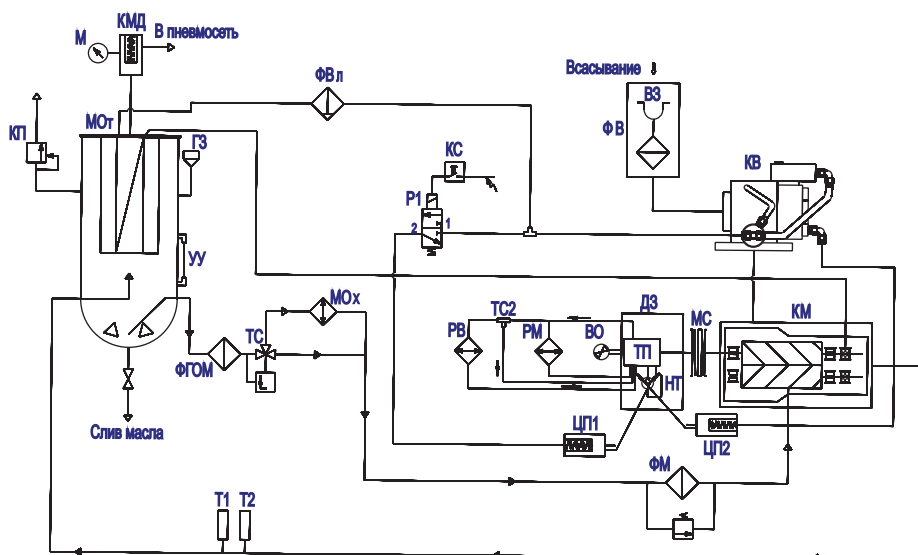 КМД
М
В пневмосеть
ФВл
Всасывание
ВЗ
ФВ
КП
МОт
ГЗ
КС
КВ
Р1
2
1
УУ
МОх
ТС
ФГОМ
ТС2
РВ
РМ
ВО
ДЗ
ТП
НТ
МС
КМ
Слив масла
ЦП1
ЦП2
ФМ
Т1
Т2